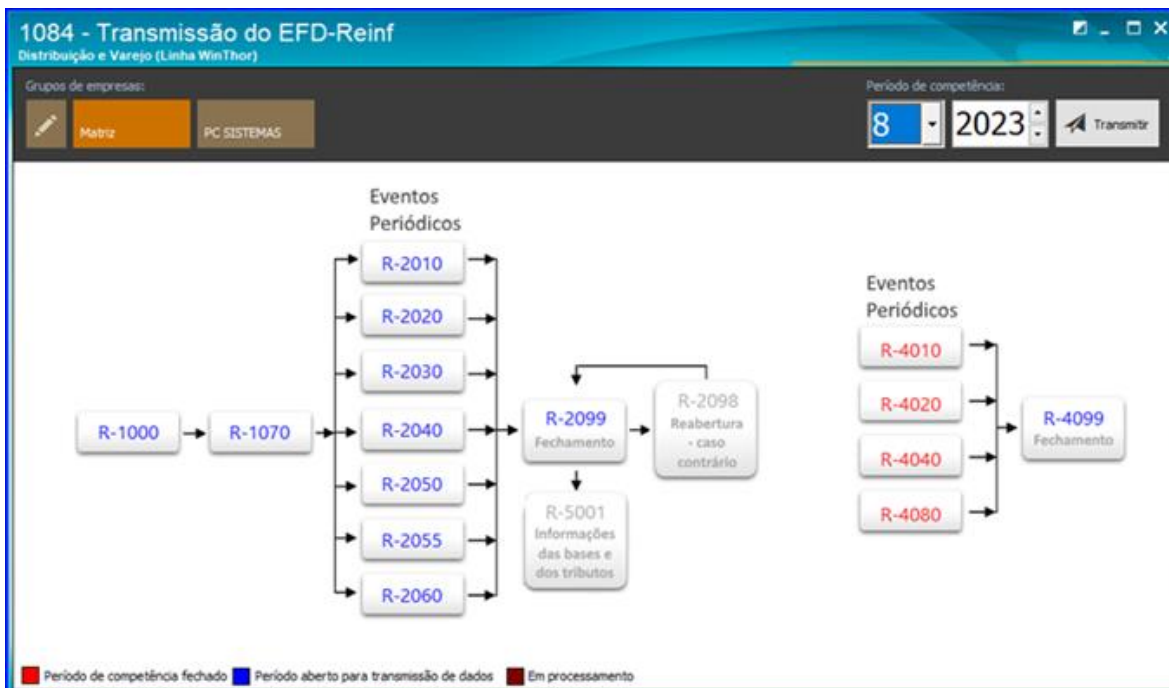 1084 - Transmissão do EFD-Reinf
Distribuição e Varejo (Linha WinThor)
Grupos de empresas:
Matriz
PC SISTEMAS
Período de competência:
8
2023
Transmitir
Eventos
Periódicos
R-2010
R-2020
R-2030
R-2040
R-2050
R-2055
R-2060
R-1000
R-1070
R-2099
Fechamento
R-2098
Reabertura
- caso
contrário
R-5001
Informações
das bases e
dos tributos
Eventos
Periódicos
R-4010
R-4020
R-4040
R-4080
R-4099
Fechamento
Período de competência fechado
Período aberto para transmissão de dados
Em processamento